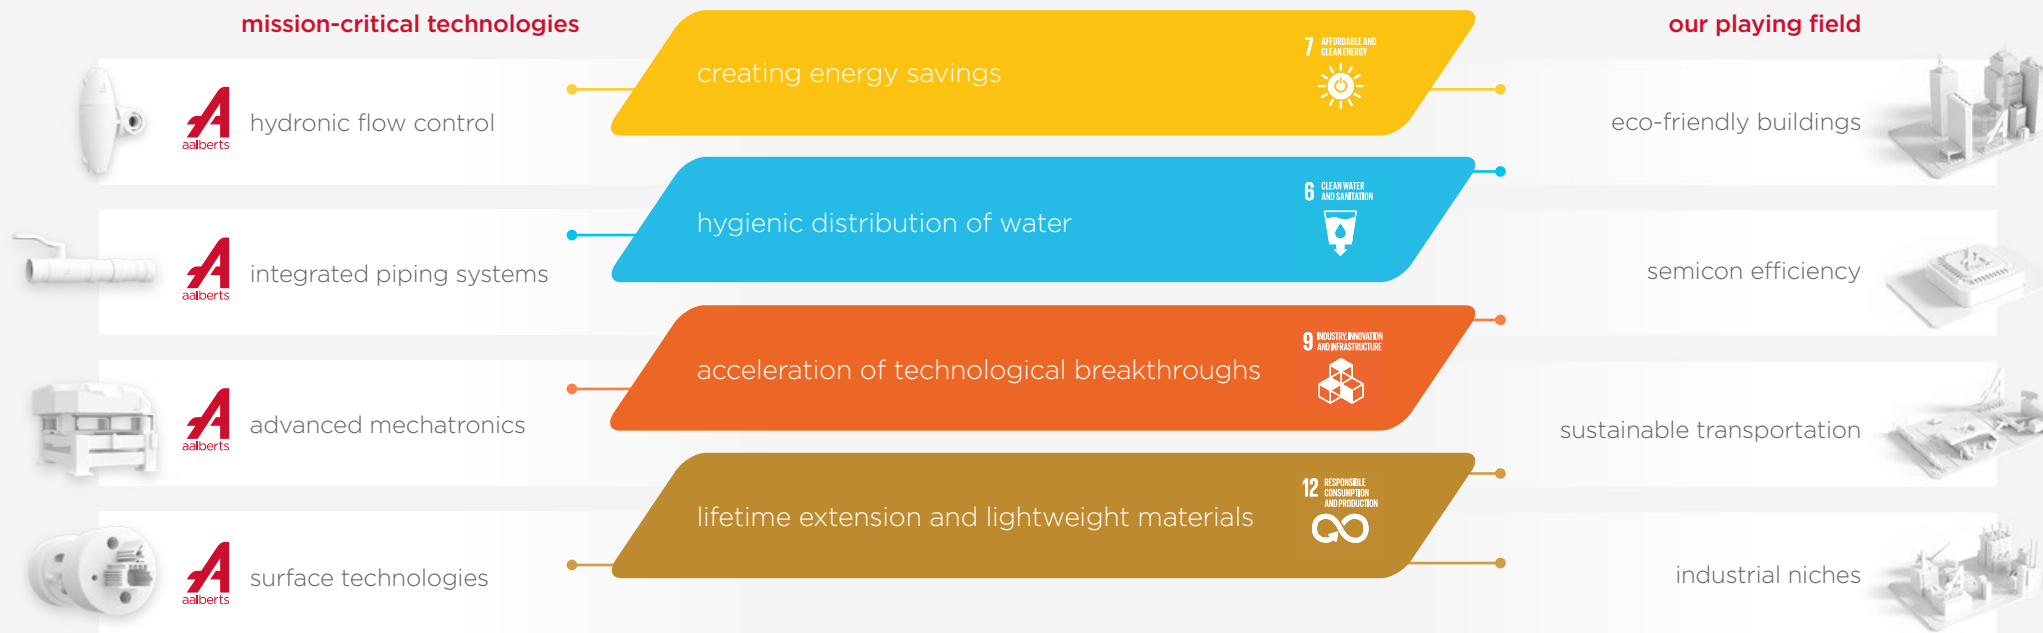 mission-critical technologies
our playing field
creating energy savings
7 AFFORDABLE AND
CLEAN ENERGY
aalberts
hydronic flow control
eco-friendly buildings
hygienic distribution of water
6 CLEAN WATER
AND SANITATION
aalberts
integrated piping systems
semicon efficiency
acceleration of technological breakthroughs
9 INDUSTRY, INNOVATION
AND INFRASTRUCTURE
aalberts
advanced mechatronics
sustainable transportation
lifetime extension and lightweight materials
12 RESPONSIBLE
CONSUMPTION
AND PRODUCTION
aalberts
surface technologies
industrial niches